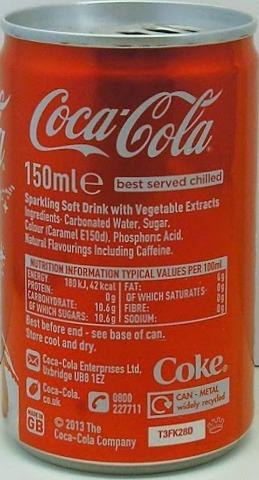 Coca-Cola
150ml e best served chilled
Sparkling Soft Drink with Vegetable Extracts
Ingredients: Carbonated Water, Sugar,
Colour (Caramel E150d), Phosphoric Acid,
Natural Flavourings Including Caffeine.
NUTRITION INFORMATION TYPICAL VALUES PER 100ml
ENERGY 180 kJ, 42 kcal FAT: 0g
PROTEIN: 0g OF WHICH SATURATES: 0g
CARBOHYDRATE: 10.6g FIBRE: 0g
OF WHICH SUGARS: 10.6g SODIUM: 0g
Best before end - see base of can.
Store cool and dry.
Coca-Cola Enterprises Ltd.
Uxbridge UB8 1EZ
Coke
Coca-Cola.
co.uk
0800
227711
CAN - METAL
widely recycled
MADE IN
GB
© 2013 The
Coca-Cola Company
T3FK28D